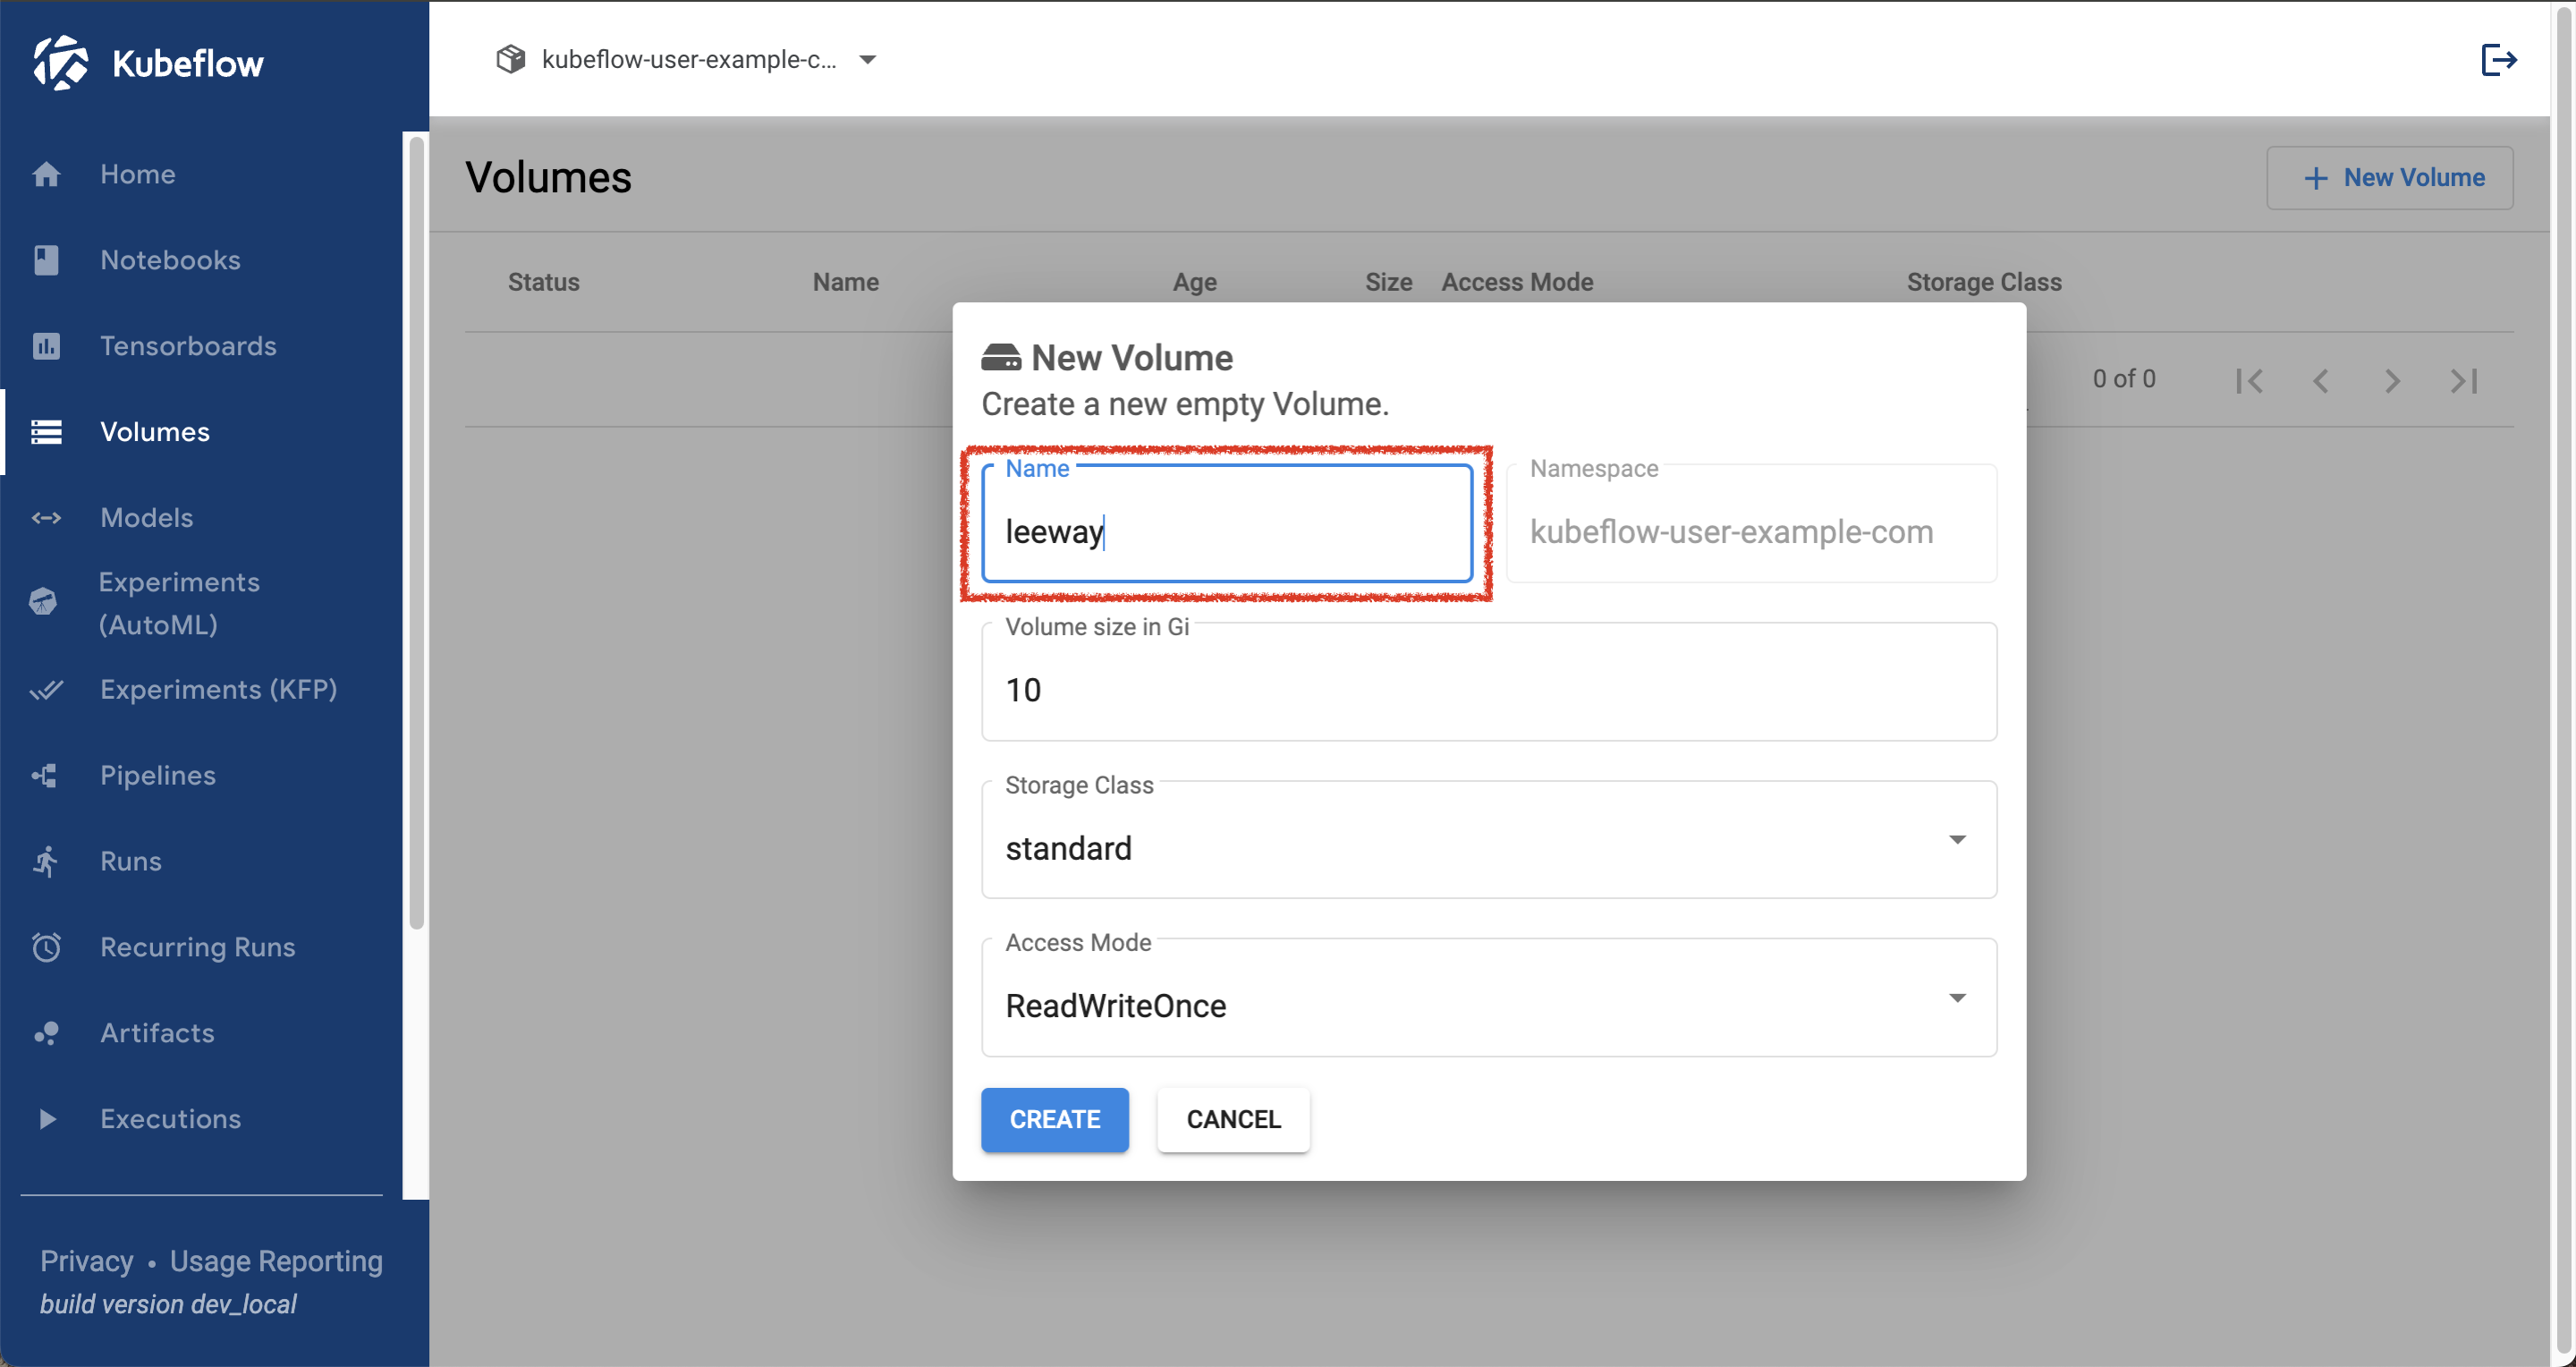 Kubeflow
kubeflow-user-example-c...
Home
Notebooks
Tensorboards
Volumes
Models
Experiments
(AutoML)
Experiments (KFP)
Pipelines
Runs
Recurring Runs
Artifacts
Executions
Privacy • Usage Reporting
build version dev_local
Volumes
+ New Volume
Status Name Age Size Access Mode Storage Class
0 of 0
New Volume
Create a new empty Volume.
Name
leeway
Namespace
kubeflow-user-example-com
Volume size in Gi
10
Storage Class
standard
Access Mode
ReadWriteOnce
CREATE CANCEL